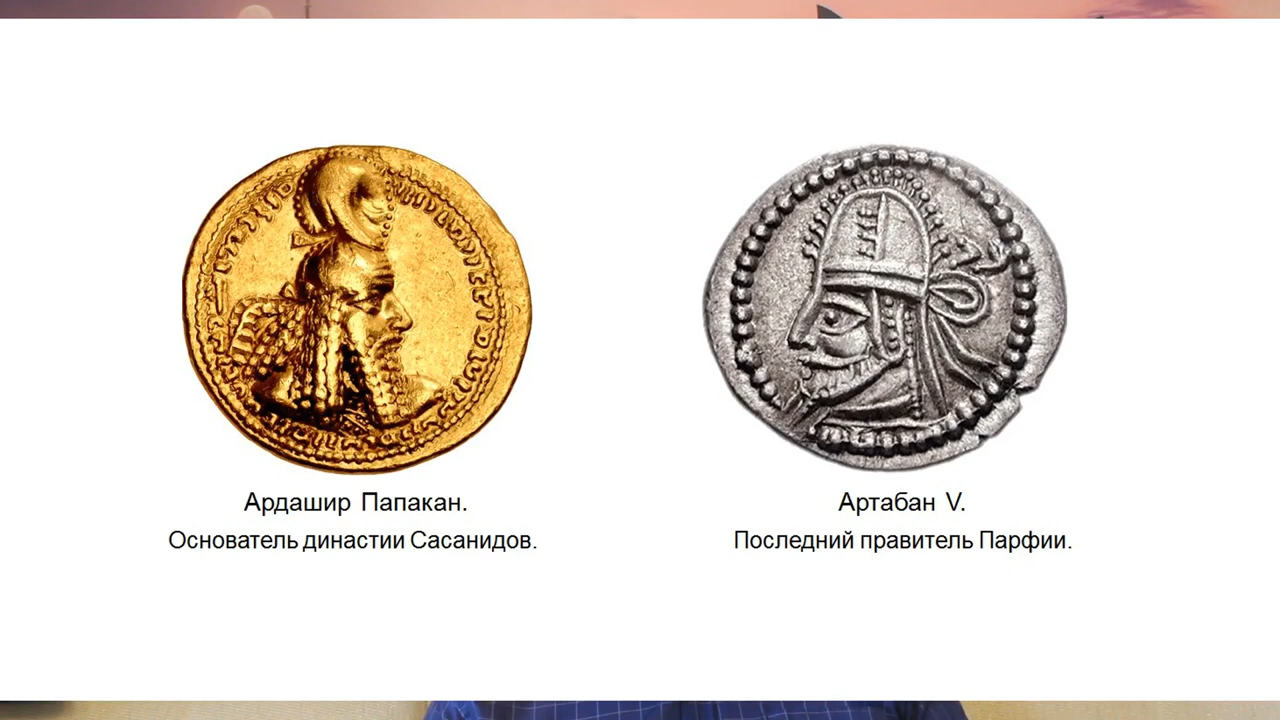 Ардашир Папакан.
Основатель династии Сасанидов.
Артабан V.
Последний правитель Парфии.